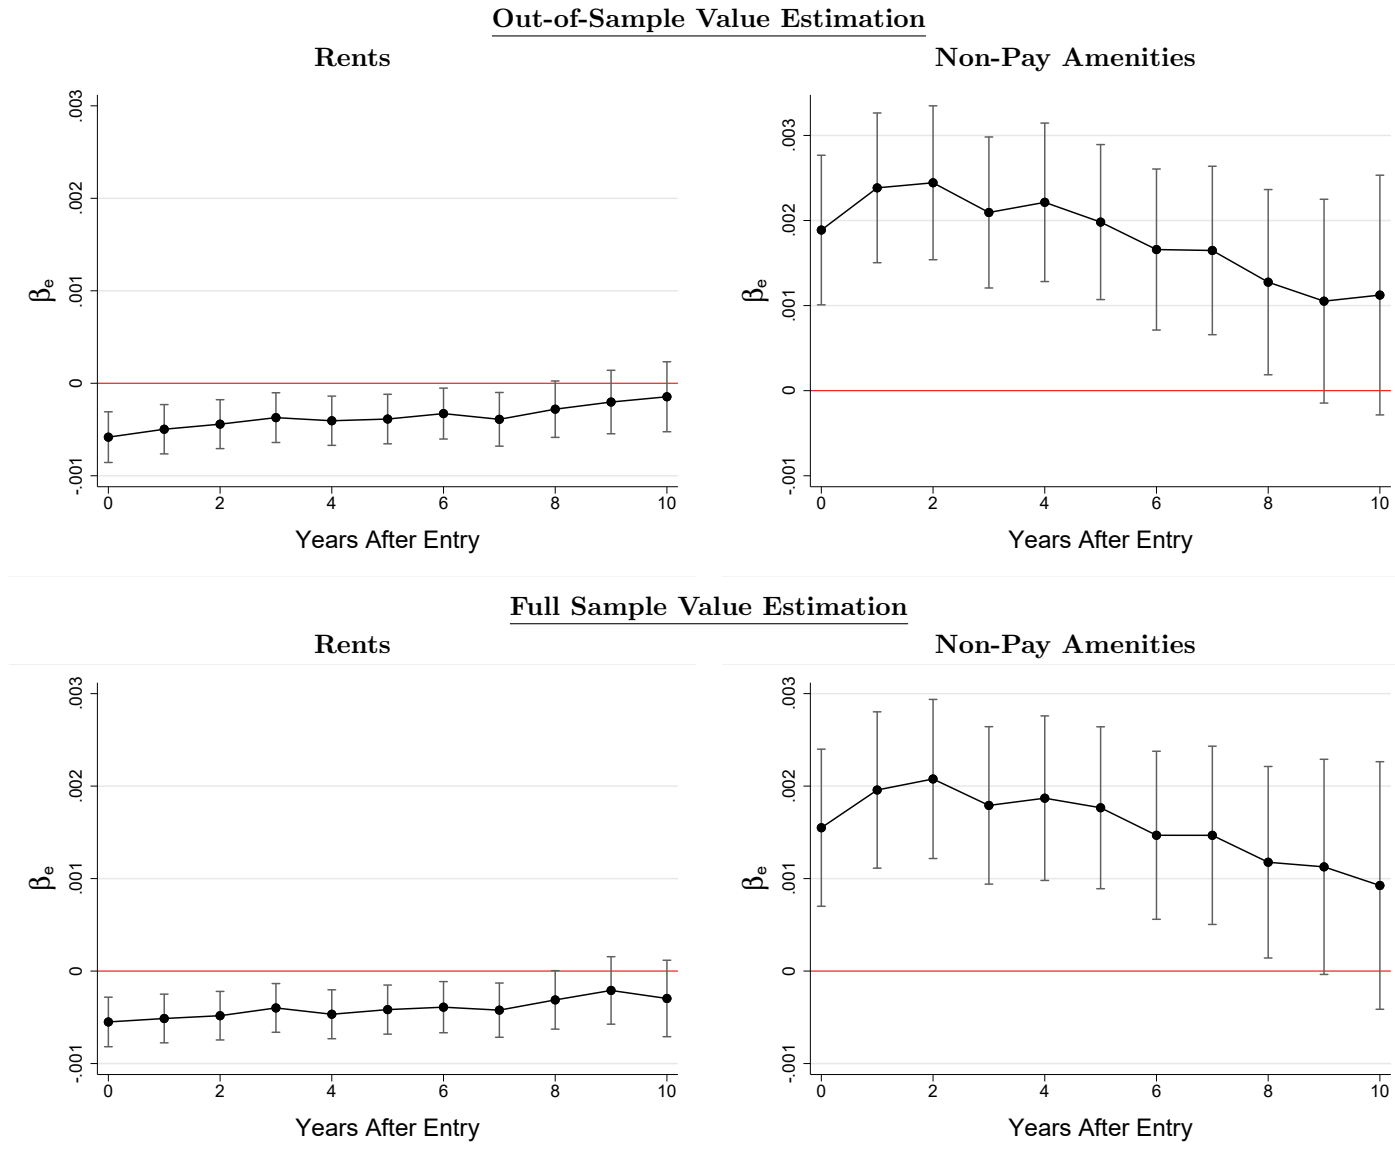 Out-of-Sample Value Estimation
Rents
.003
.002
.001
0
-.001
βe
0 2 4 6 8 10
Years After Entry
Non-Pay Amenities
.003
.002
.001
0
-.001
βe
0 2 4 6 8 10
Years After Entry
Full Sample Value Estimation
Rents
.003
.002
.001
0
-.001
βe
0 2 4 6 8 10
Years After Entry
Non-Pay Amenities
.003
.002
.001
0
-.001
βe
0 2 4 6 8 10
Years After Entry